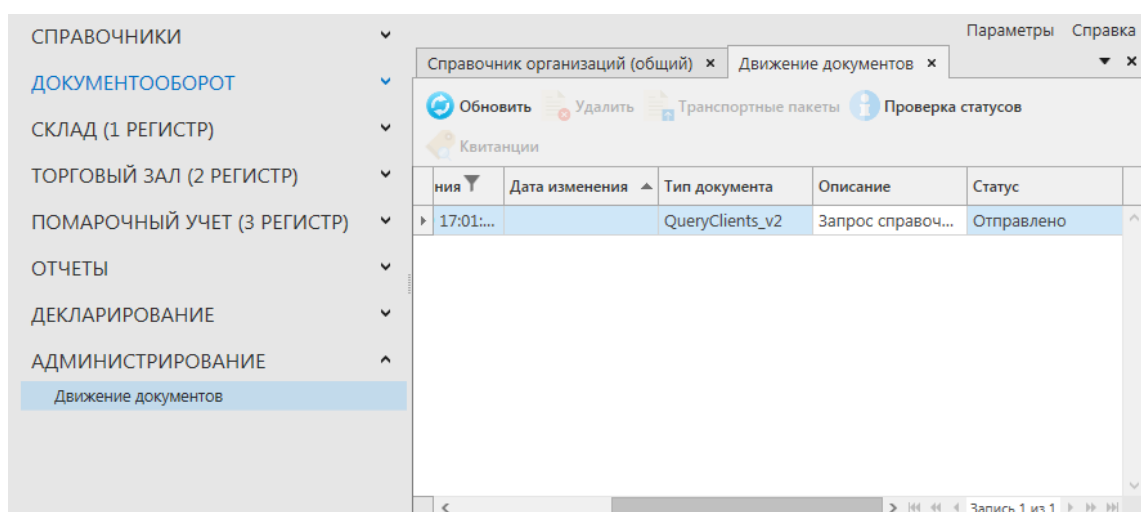 СПРАВОЧНИКИ
ДОКУМЕНТООБОРОТ
СКЛАД (1 РЕГИСТР)
ТОРГОВЫЙ ЗАЛ (2 РЕГИСТР)
ПОМАРОЧНЫЙ УЧЕТ (3 РЕГИСТР)
ОТЧЕТЫ
ДЕКЛАРИРОВАНИЕ
АДМИНИСТРИРОВАНИЕ
Движение документов
Параметры Справка
Справочник организаций (общий) × Движение документов ×
Обновить Удалить Транспортные пакеты Проверка статусов
Квитанции
ния Дата изменения Тип документа Описание Статус
17:01:... QueryClients_v2 Запрос справоч... Отправлено
Запись 1 из 1